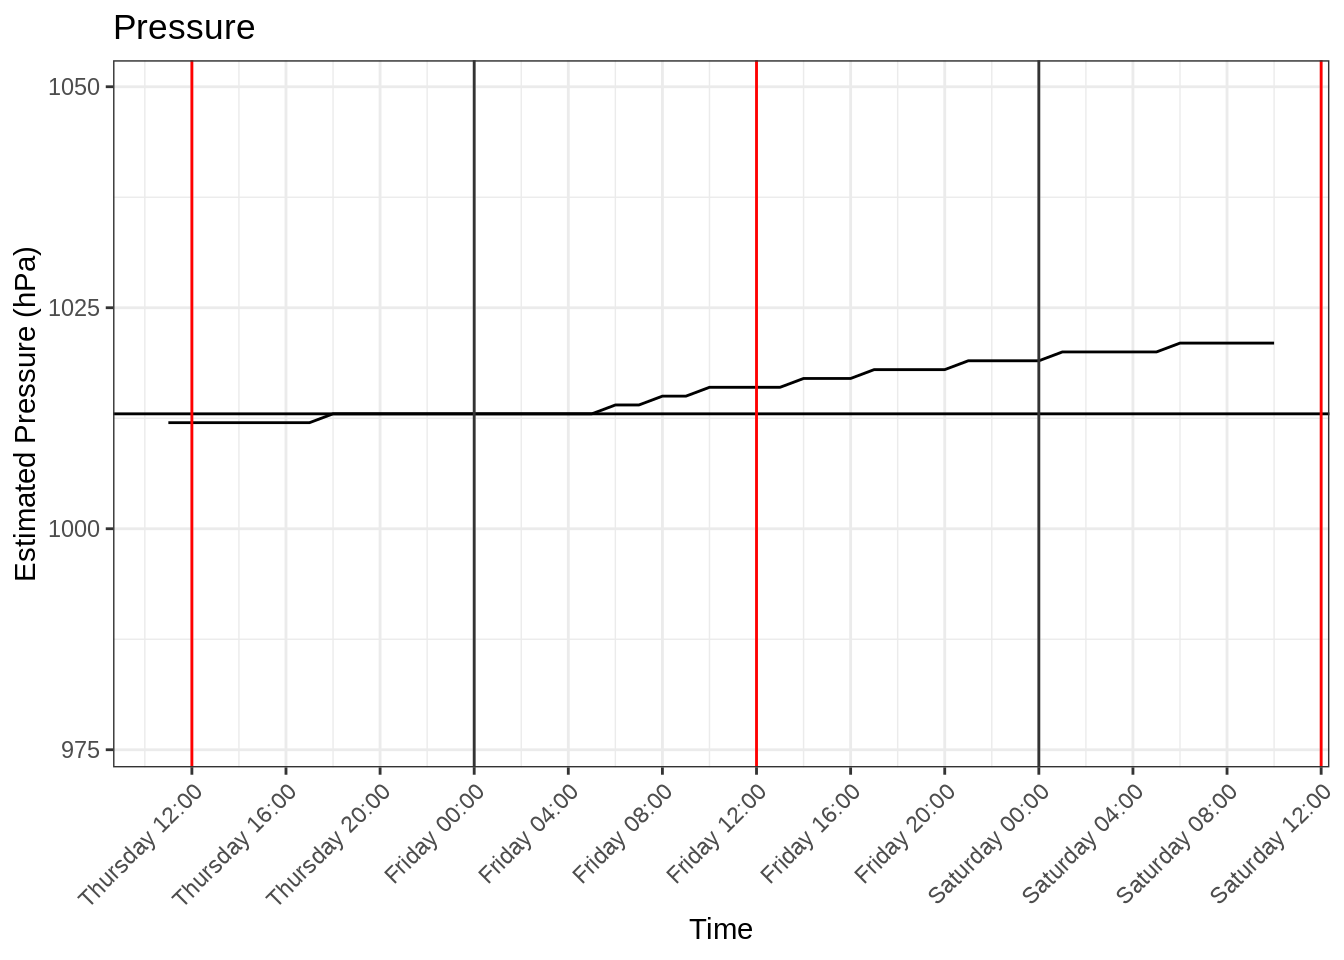 Pressure
Estimated Pressure (hPa)
1050
1025
1000
975
Thursday 12:00
Thursday 16:00
Thursday 20:00
Friday 00:00
Friday 04:00
Friday 08:00
Friday 12:00
Friday 16:00
Friday 20:00
Saturday 00:00
Saturday 04:00
Saturday 08:00
Saturday 12:00
Time